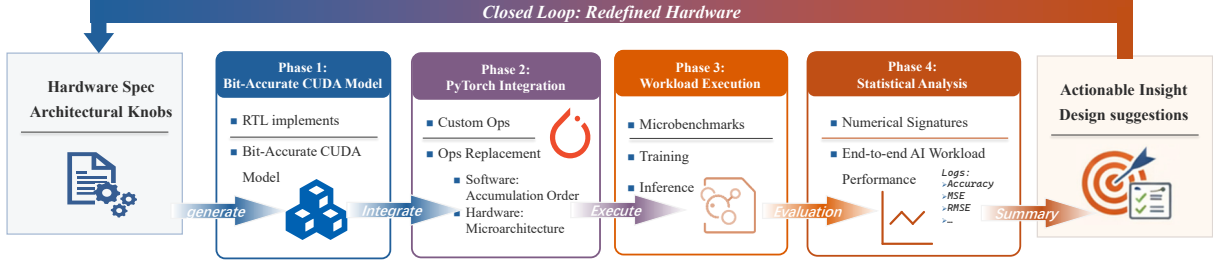 Closed Loop: Redefined Hardware
Hardware Spec
Architectural Knobs
generate
Phase 1:
Bit-Accurate CUDA Model
RTL implements
Bit-Accurate CUDA
Model
Integrate
Phase 2:
PyTorch Integration
Custom Ops
Ops Replacement
Software:
Accumulation Order
Hardware:
Microarchitecture
Execute
Phase 3:
Workload Execution
Microbenchmarks
Training
Inference
Evaluation
Phase 4:
Statistical Analysis
Numerical Signatures
End-to-end AI Workload
Performance
Logs:
➢Accuracy
➢MSE
➢RMSE
➢…
Summary
Actionable Insight
Design suggestions